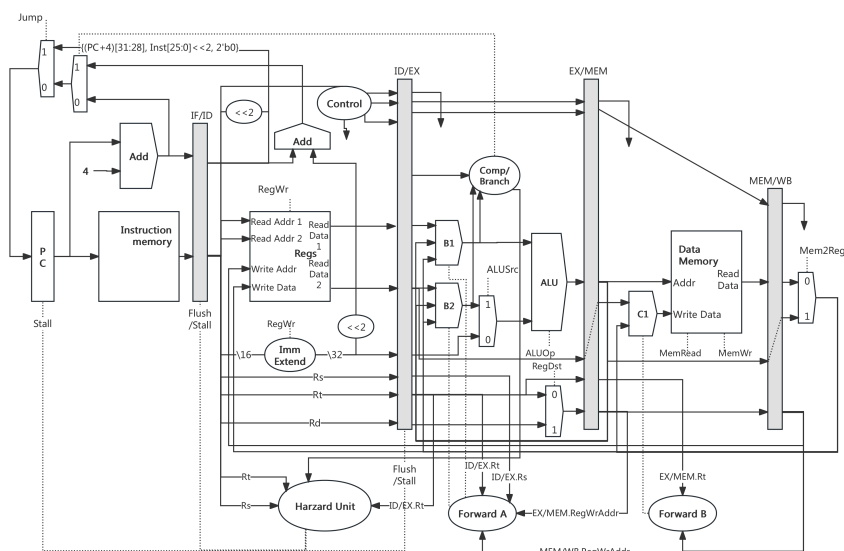 Jump
1
0
1
0
((PC+4)[31:28], Inst[25:0]<<2, 2'b0)
ID/EX
EX/MEM
IF/ID
<<2
Control
Add
4
Add
Comp/
Branch
MEM/WB
RegWr
P
C
Instruction
memory
Read Addr 1
Read Addr 2
Write Addr
Write Data
Regs
Read
Data
1
Read
Data
2
B1
B2
ALUSrc
1
0
ALU
C1
Data
Memory
Addr
Read
Data
Write Data
Mem2Reg
0
1
Stall
Flush
/Stall
RegWr
<<2
\16
Imm
Extend
\32
ALUOp
RegDst
MemRead
MemWr
Rs
Rt
Rd
0
1
Flush
/Stall
ID/EX.Rt
ID/EX.Rs
EX/MEM.Rt
Rt
Rs
Harzard Unit
ID/EX.Rt
Forward A
EX/MEM.RegWrAddr
Forward B
MEM/WB.RegWrAddr